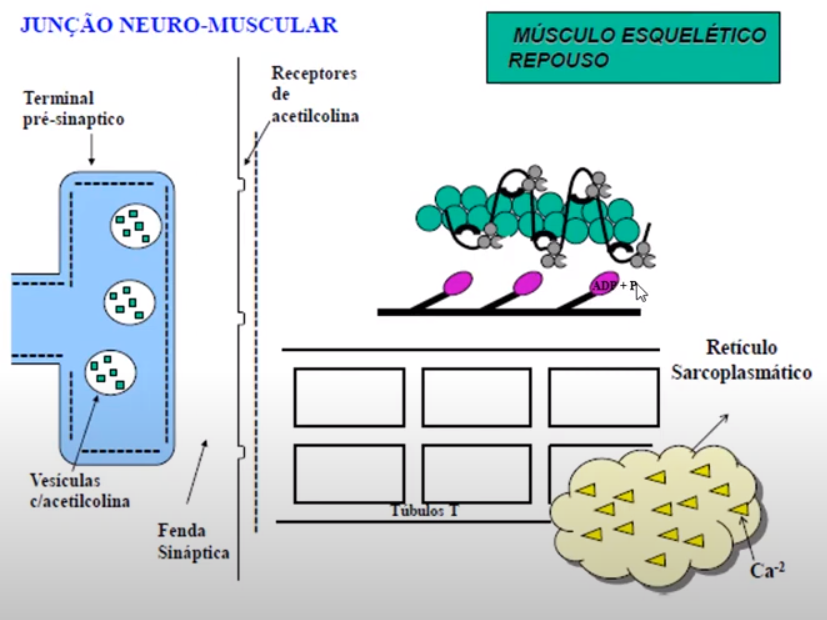 JUNÇÃO NEURO-MUSCULAR
MÚSCULO ESQUELÉTICO
REPOUSO
Receptores
de
acetilcolina
Terminal
pré-sinaptico
ADP + P
Retículo
Sarcoplasmático
Túbulos T
Vesículas
c/acetilcolina
Fenda
Sináptica
Ca-2